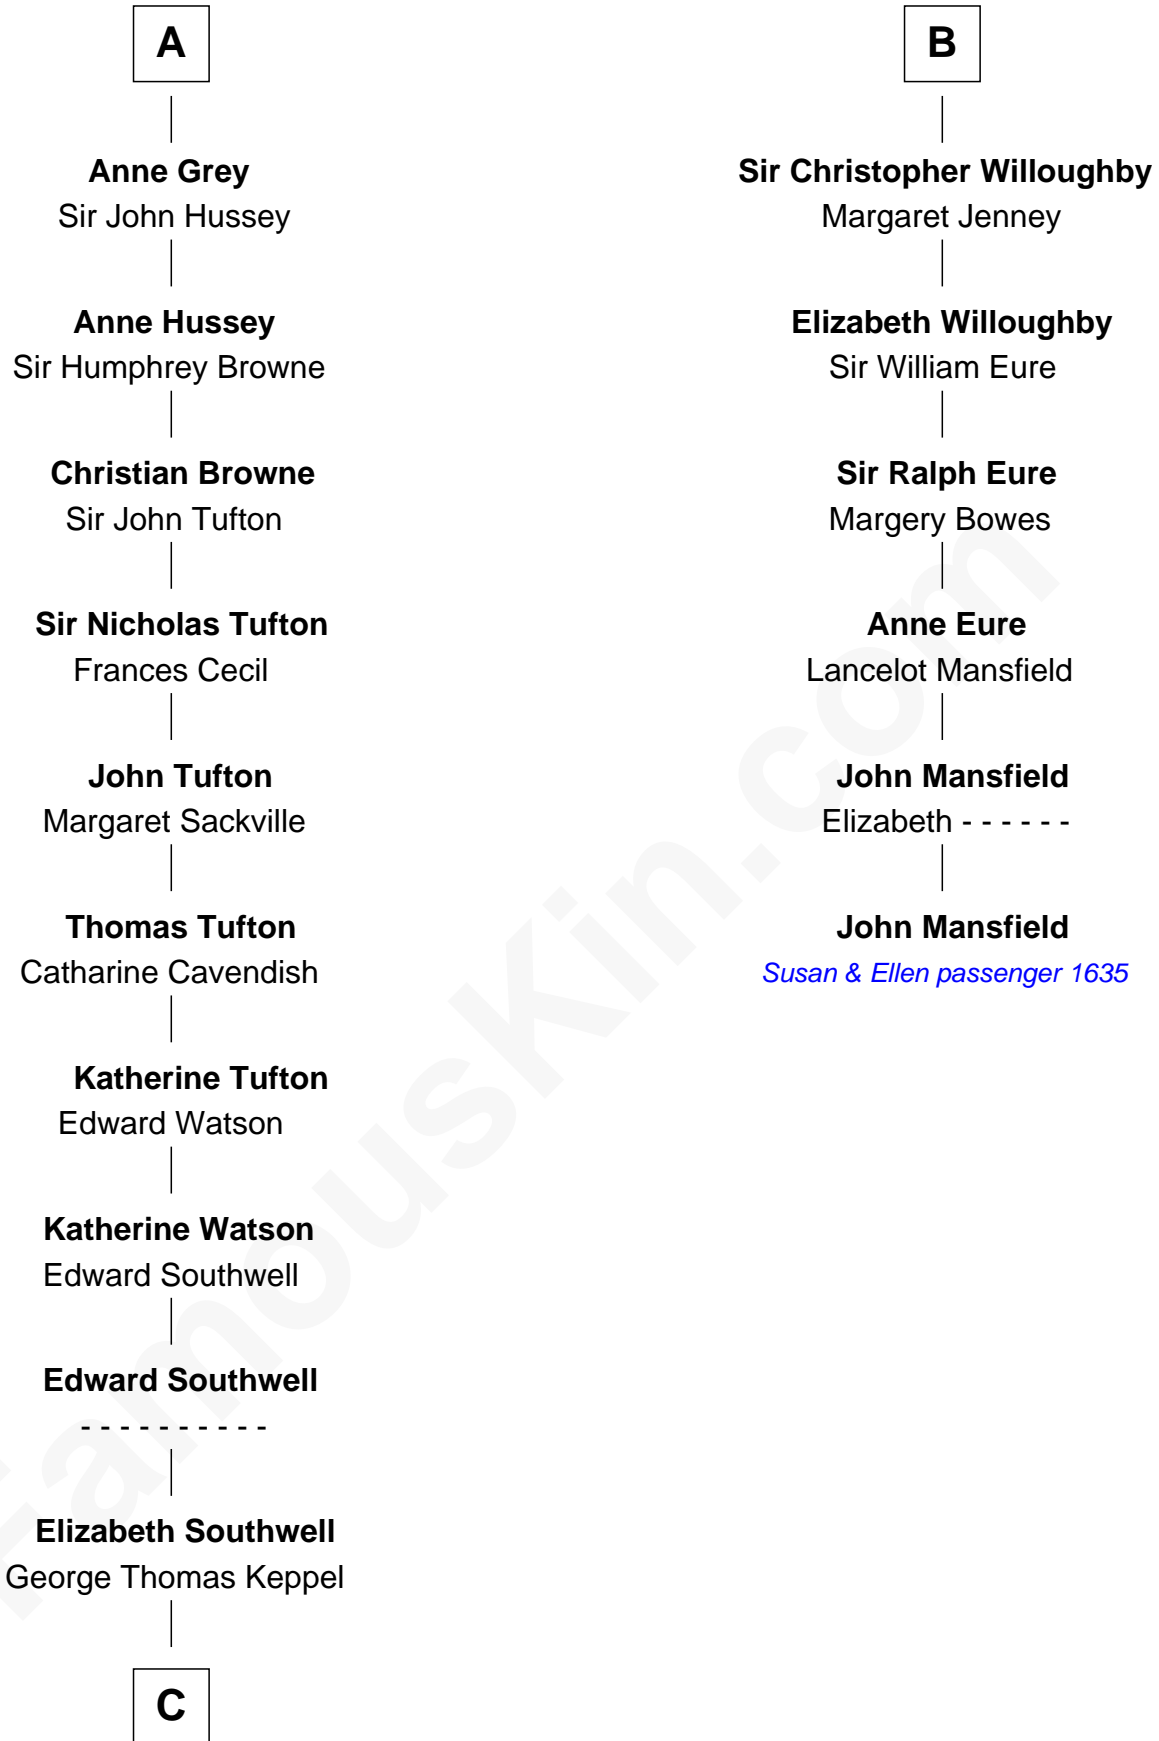 A
Anne Grey
Sir John Hussey
Anne Hussey
Sir Humphrey Browne
Christian Browne
Sir John Tufton
Sir Nicholas Tufton
Frances Cecil
John Tufton
Margaret Sackville
Thomas Tufton
Catharine Cavendish
Katherine Tufton
Edward Watson
Katherine Watson
Edward Southwell
Edward Southwell
- - - - - - - - - -
Elizabeth Southwell
George Thomas Keppel
C
B
Sir Christopher Willoughby
Margaret Jenney
Elizabeth Willoughby
Sir William Eure
Sir Ralph Eure
Margery Bowes
Anne Eure
Lancelot Mansfield
John Mansfield
Elizabeth - - - - - -
John Mansfield
Susan & Ellen passenger 1635
FamousKin.com